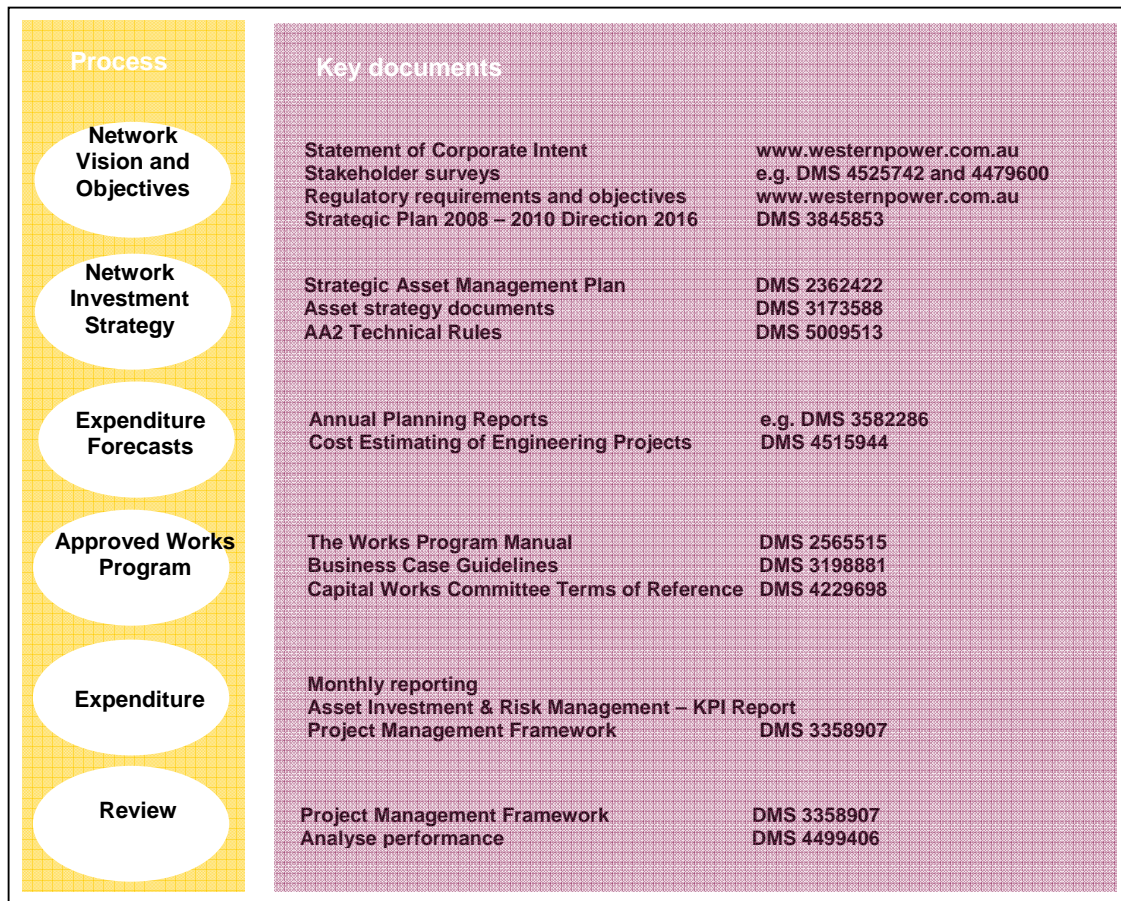 Process
Key documents
Network
Vision and
Objectives
Statement of Corporate Intent www.westernpower.com.au
Stakeholder surveys e.g. DMS 4525742 and 4479600
Regulatory requirements and objectives www.westernpower.com.au
Strategic Plan 2008 – 2010 Direction 2016 DMS 3845853
Network
Investment
Strategy
Strategic Asset Management Plan DMS 2362422
Asset strategy documents DMS 3173588
AA2 Technical Rules DMS 5009513
Expenditure
Forecasts
Annual Planning Reports e.g. DMS 3582286
Cost Estimating of Engineering Projects DMS 4515944
Approved Works
Program
The Works Program Manual DMS 2565515
Business Case Guidelines DMS 3198881
Capital Works Committee Terms of Reference DMS 4229698
Expenditure
Monthly reporting
Asset Investment & Risk Management – KPI Report
Project Management Framework DMS 3358907
Review
Project Management Framework DMS 3358907
Analyse performance DMS 4499406